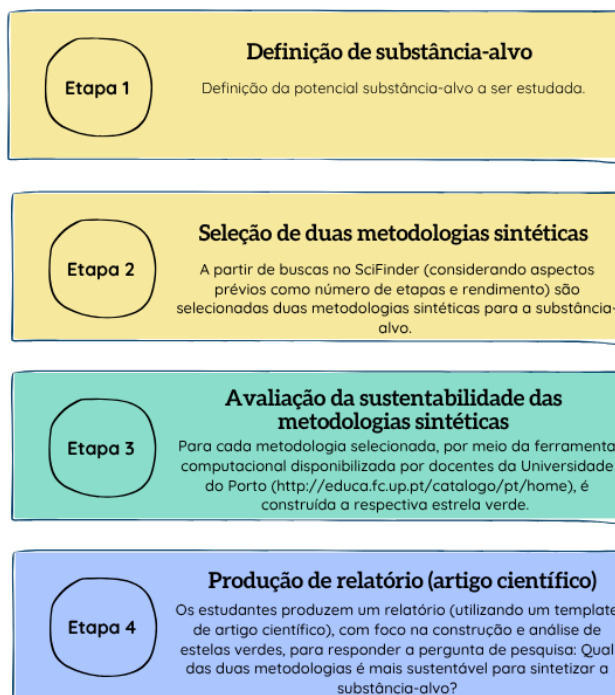 Definição de substância-alvo
Etapa 1
Definição da potencial substância-alvo a ser estudada.
Seleção de duas metodologias sintéticas
Etapa 2
A partir de buscas no SciFinder (considerando aspectos
prévios como número de etapas e rendimento) são
selecionadas duas metodologias sintéticas para a substância-
alvo.
Avaliação da sustentabilidade das
metodologias sintéticas
Etapa 3
Para cada metodologia selecionada, por meio da ferramenta
computacional disponibilizada por docentes da Universidade
do Porto (http://educa.fc.up.pt/catalogo/pt/home), é
construída a respectiva estrela verde.
Produção de relatório (artigo científico)
Etapa 4
Os estudantes produzem um relatório (utilizando um template
de artigo científico), com foco na construção e análise de
estelas verdes, para responder a pergunta de pesquisa: Qual
das duas metodologias é mais sustentável para sintetizar a
substância-alvo?